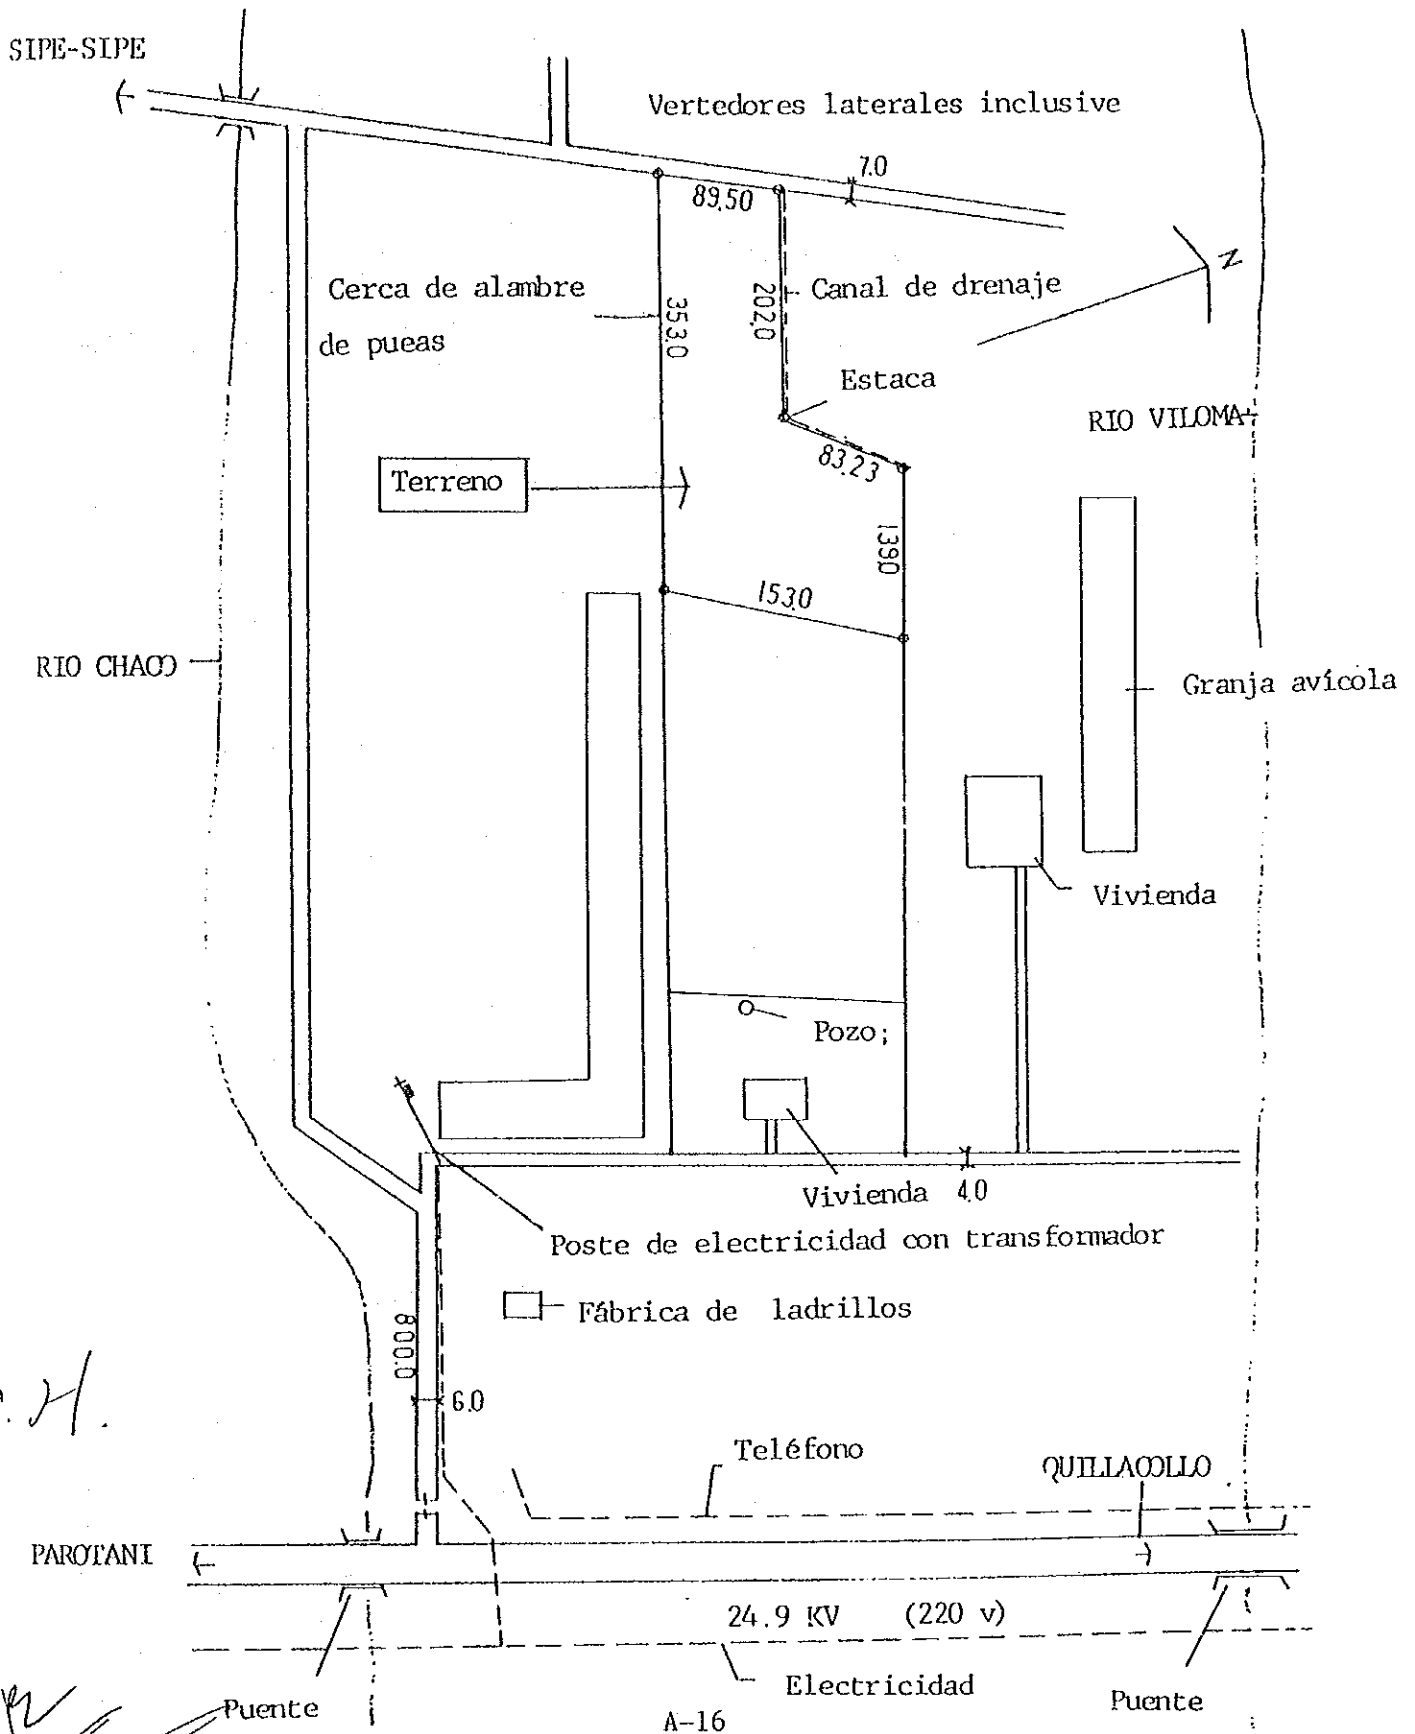 SIPE-SIPE
Vertedores laterales inclusive
7.0
89.50
Cerca de alambre
de pueas
353.0
202.0
Canal de drenaje
N
Estaca
RIO VILOMA
83.23
Terreno
139.0
153.0
RIO CHACO
Granja avícola
Vivienda
Pozo;
Vivienda
4.0
Poste de electricidad con transformador
Fábrica de ladrillos
800.0
6.0
H.
Teléfono
QUILLACOLLO
PAROTANI
24.9 KV (220 v)
Electricidad
Puente
Puente
A-16